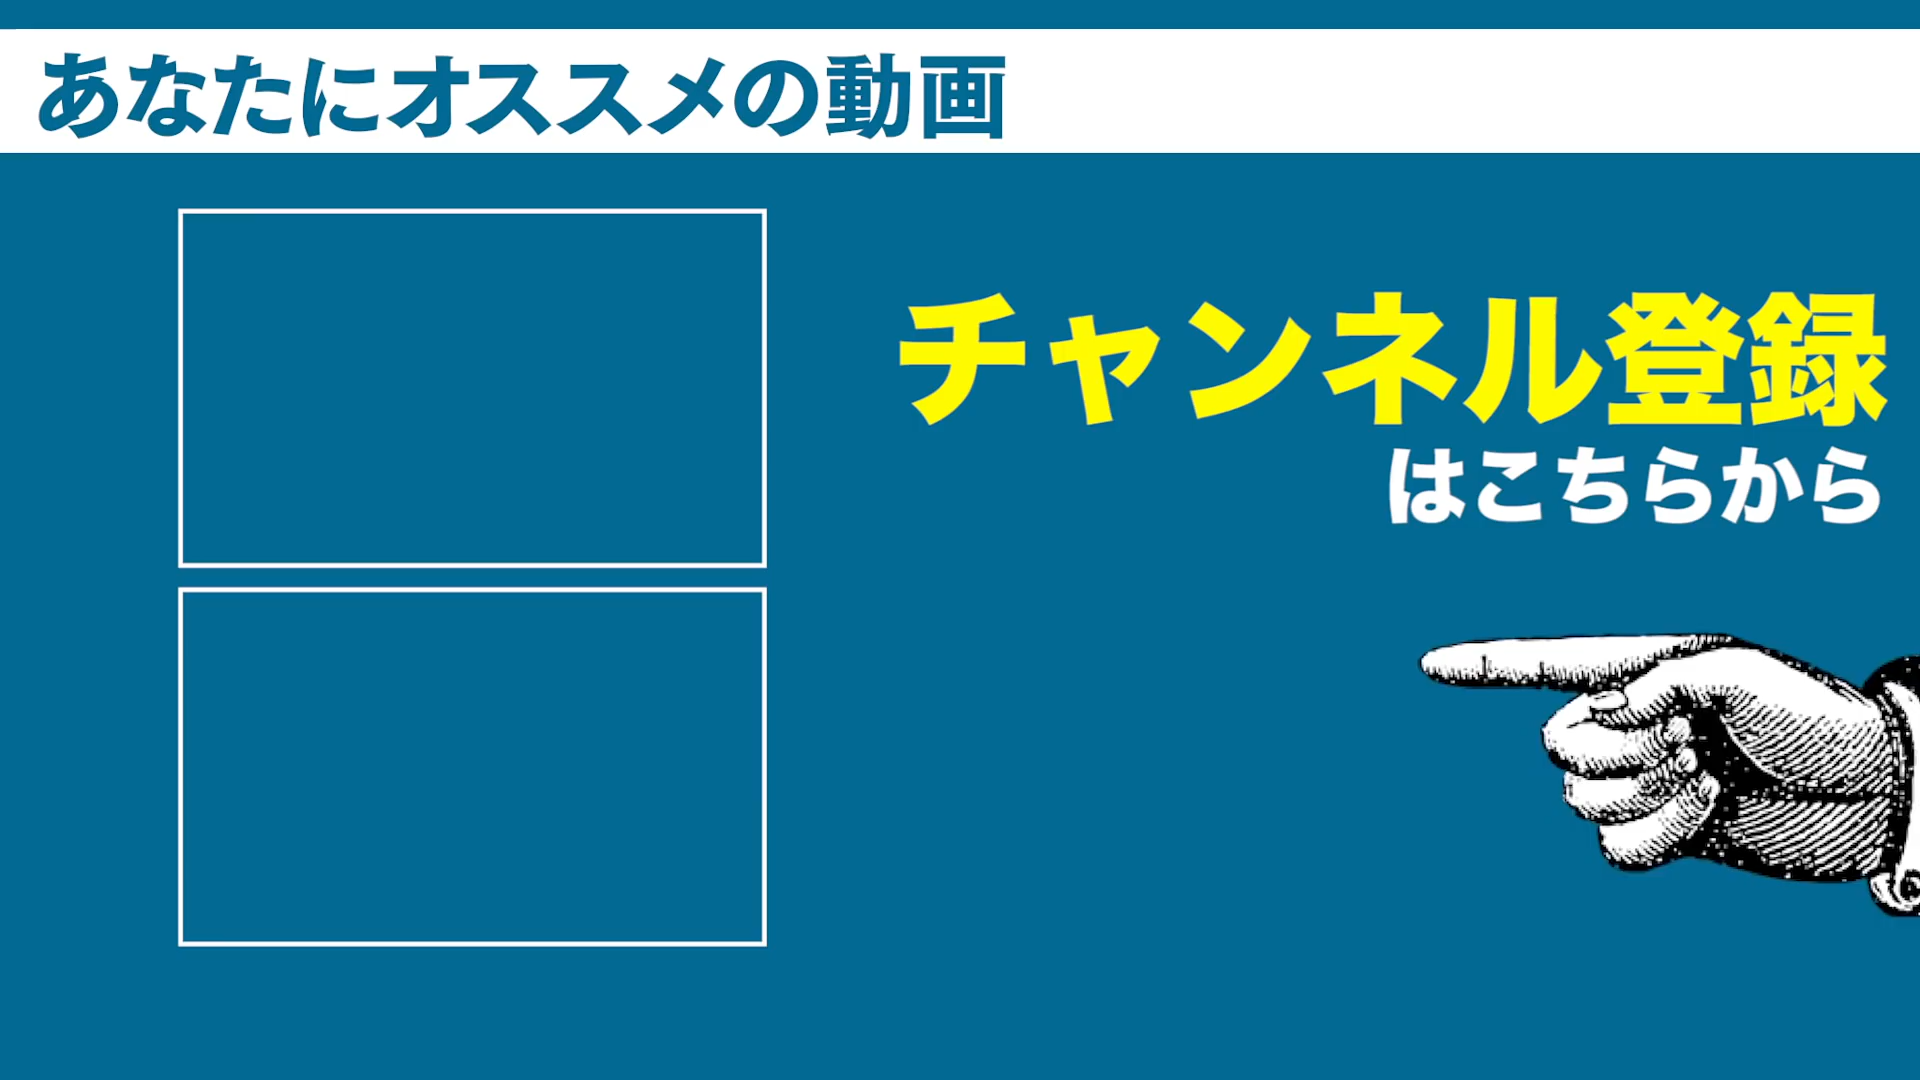 あなたにオススメの動画
チャンネル登録
はこちらから